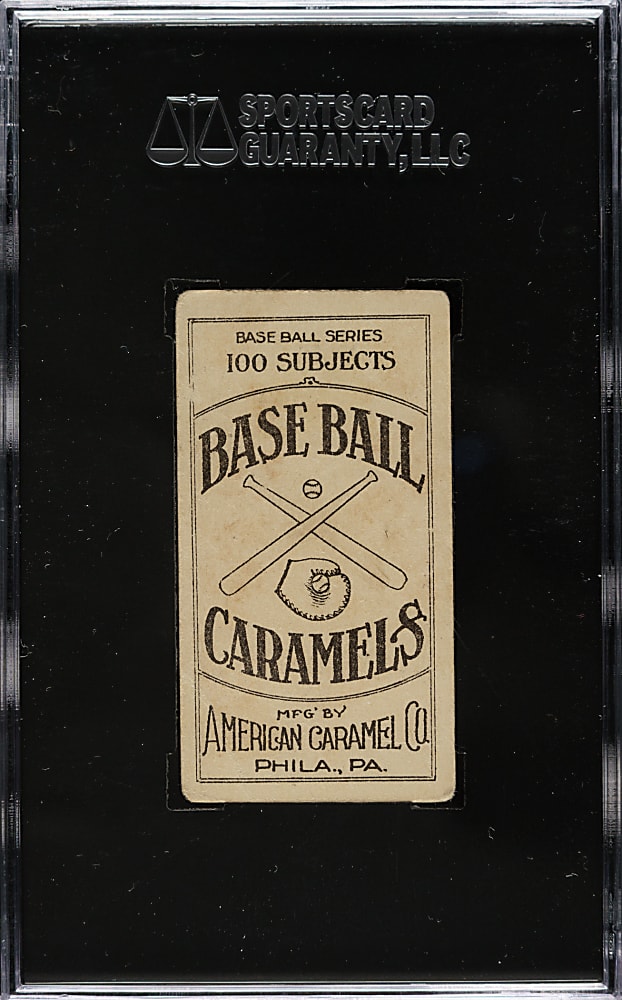 SPORTSCARD
GUARANTY, LLC
BASE BALL SERIES
100 SUBJECTS
BASE BALL
CARAMELS
MFG' BY
AMERICAN CARAMEL CO.
PHILA., PA.